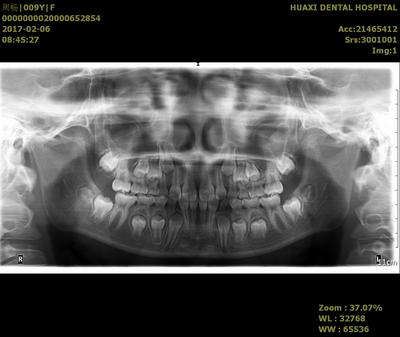 周杨|009Y|F
0000000020000652854
2017-02-06
08:45:27
HUAXI DENTAL HOSPITAL
Acc:21465412
Srs:3001001
Img:1
R
L
Zoom : 37.07%
WL : 32768
WW : 65536